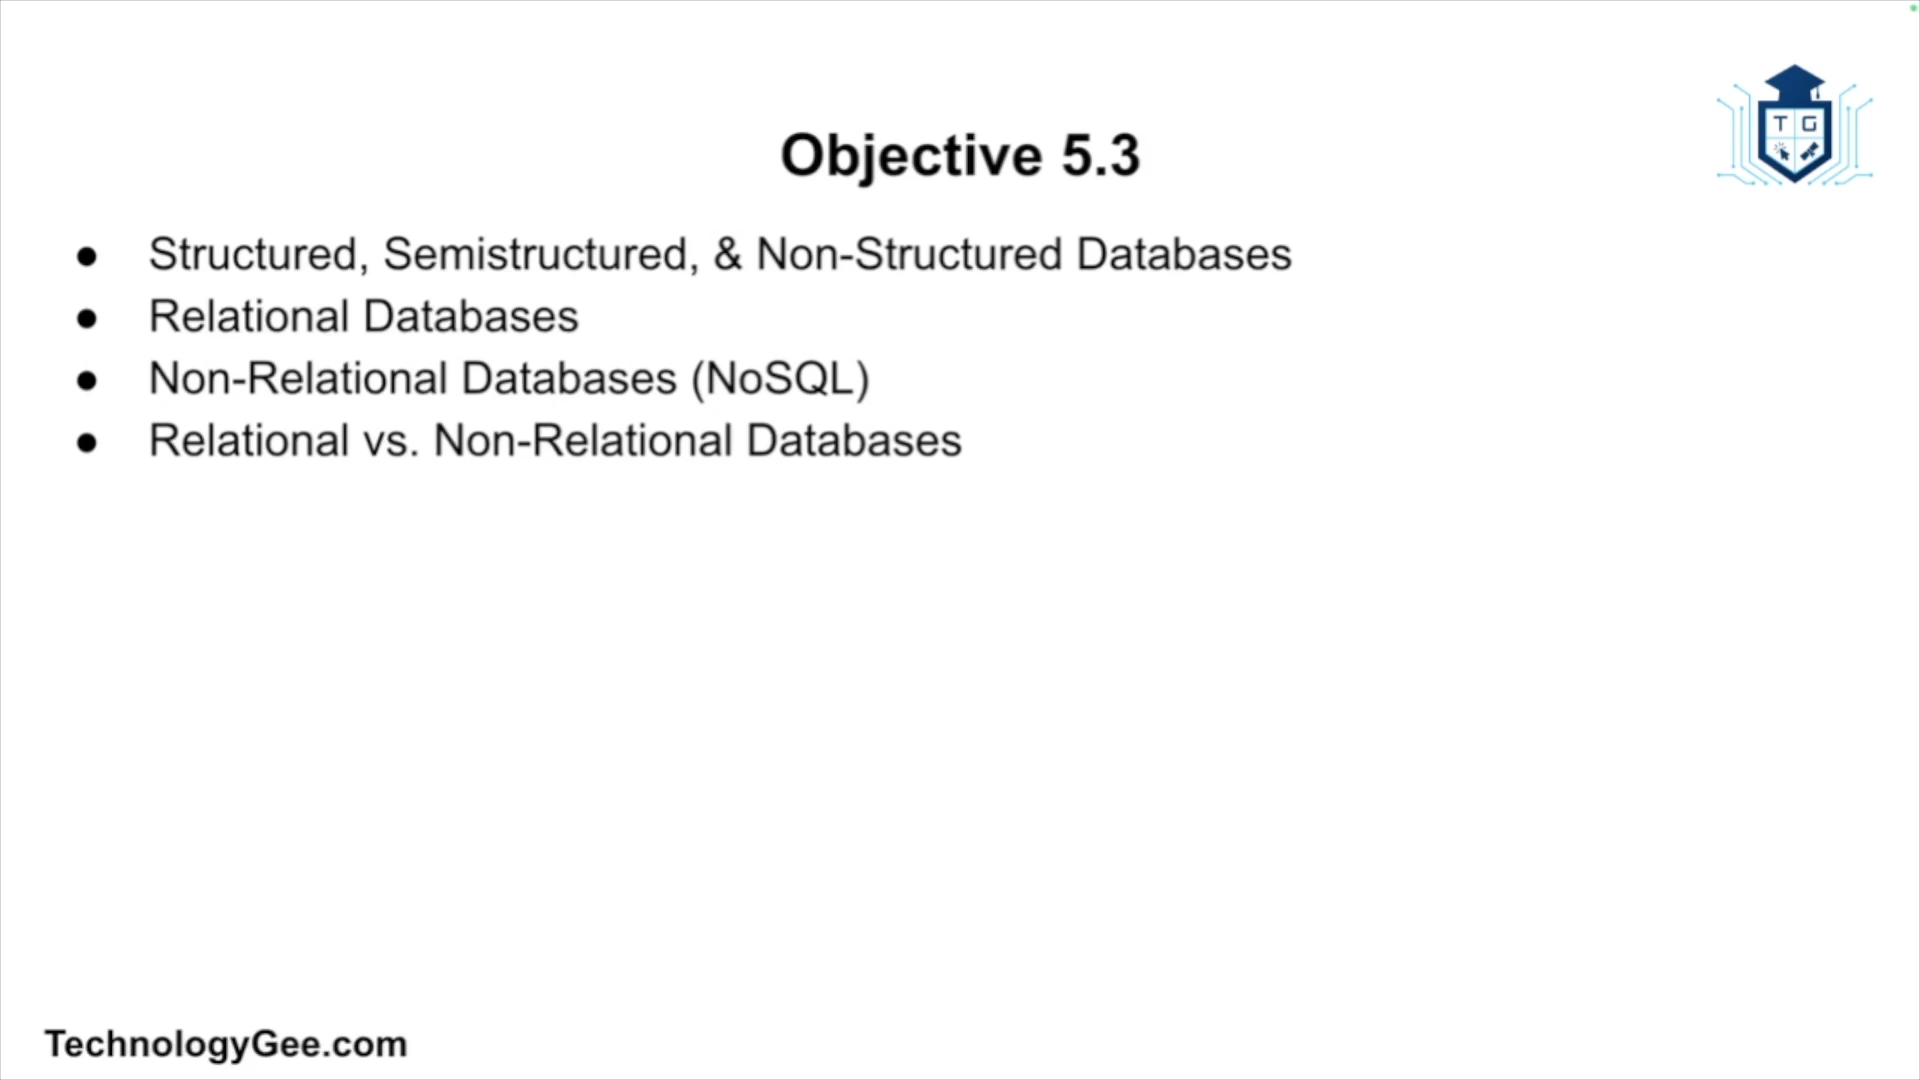 T G
Objective 5.3
● Structured, Semistructured, & Non-Structured Databases
● Relational Databases
● Non-Relational Databases (NoSQL)
● Relational vs. Non-Relational Databases
TechnologyGee.com